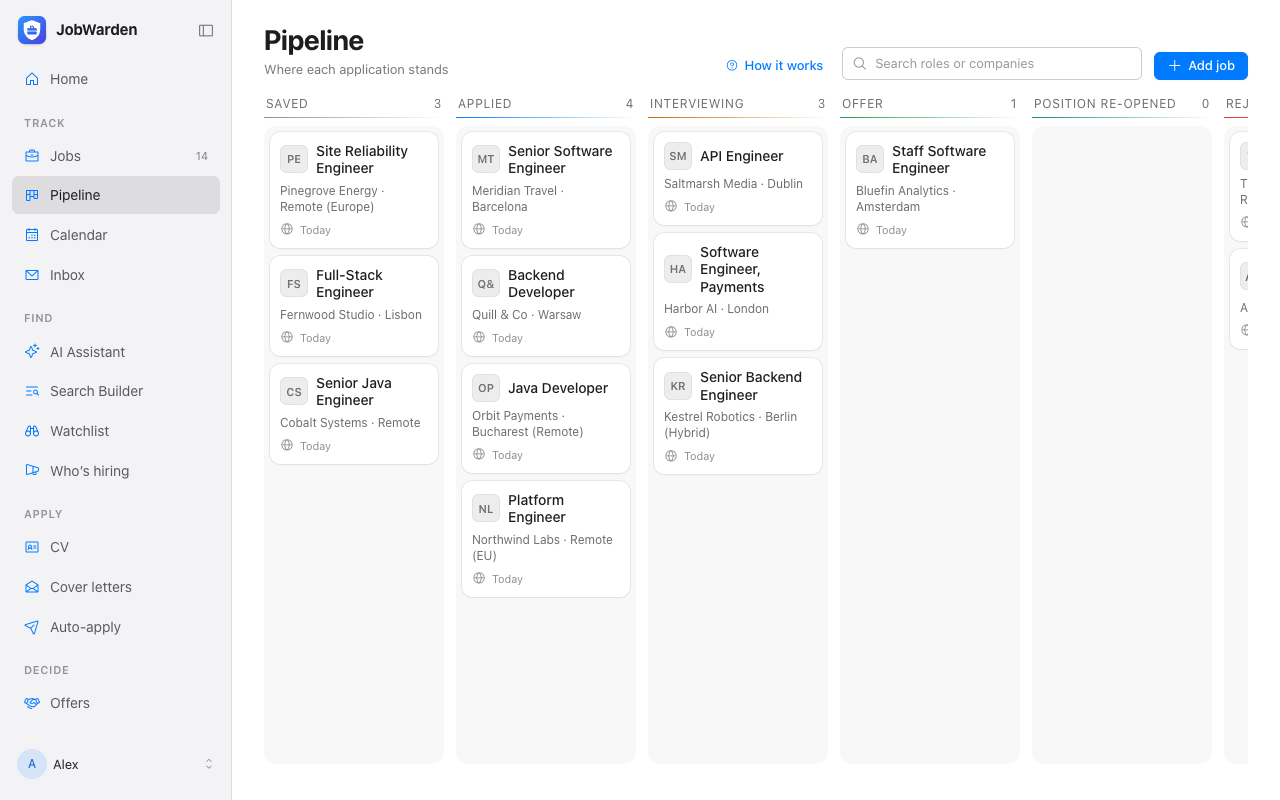 JobWarden
Home
TRACK
Jobs 14
Pipeline
Calendar
Inbox
FIND
AI Assistant
Search Builder
Watchlist
Who's hiring
APPLY
CV
Cover letters
Auto-apply
DECIDE
Offers
A Alex
Pipeline
Where each application stands
How it works
Search roles or companies
Add job
SAVED 3
PE
Site Reliability
Engineer
Pinegrove Energy ·
Remote (Europe)
Today
FS
Full-Stack
Engineer
Fernwood Studio · Lisbon
Today
CS
Senior Java
Engineer
Cobalt Systems · Remote
Today
APPLIED 4
MT
Senior Software
Engineer
Meridian Travel ·
Barcelona
Today
Q&
Backend
Developer
Quill & Co · Warsaw
Today
OP
Java Developer
Orbit Payments ·
Bucharest (Remote)
Today
NL
Platform
Engineer
Northwind Labs · Remote
(EU)
Today
INTERVIEWING 3
SM
API Engineer
Saltmarsh Media · Dublin
Today
HA
Software
Engineer,
Payments
Harbor AI · London
Today
KR
Senior Backend
Engineer
Kestrel Robotics · Berlin
(Hybrid)
Today
OFFER 1
BA
Staff Software
Engineer
Bluefin Analytics ·
Amsterdam
Today
POSITION RE-OPENED 0
REJ